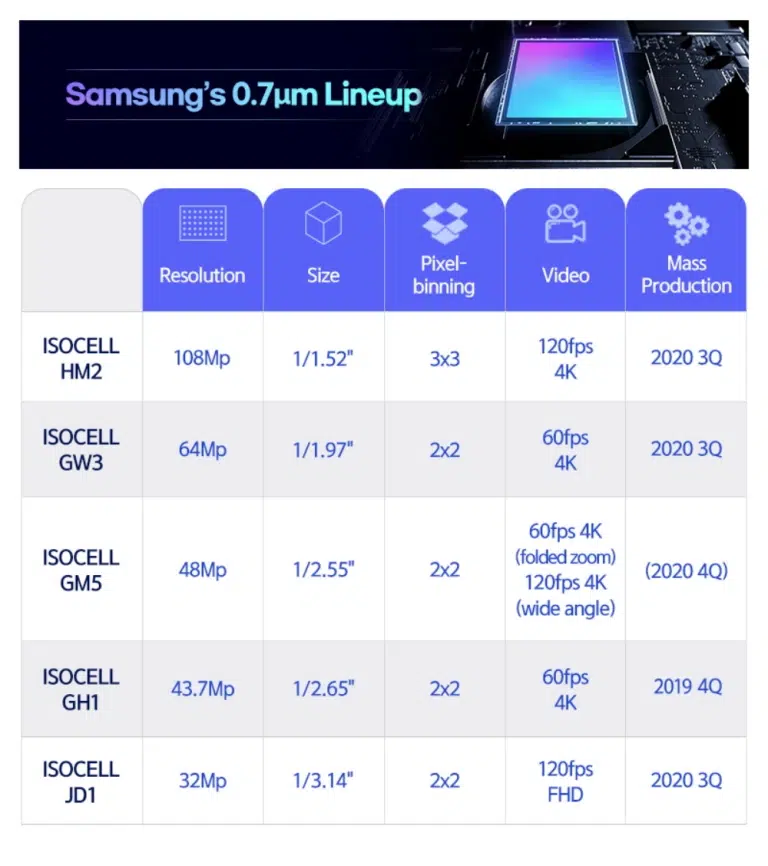 Samsung's 0.7μm Lineup
Resolution
Size
Pixel-
binning
Video
Mass
Production
ISOCELL
HM2
108Mp
1/1.52"
3x3
120fps
4K
2020 3Q
ISOCELL
GW3
64Mp
1/1.97"
2x2
60fps
4K
2020 3Q
ISOCELL
GM5
48Mp
1/2.55"
2x2
60fps 4K
(folded zoom)
120fps 4K
(wide angle)
(2020 4Q)
ISOCELL
GH1
43.7Mp
1/2.65"
2x2
60fps
4K
2019 4Q
ISOCELL
JD1
32Mp
1/3.14"
2x2
120fps
FHD
2020 3Q